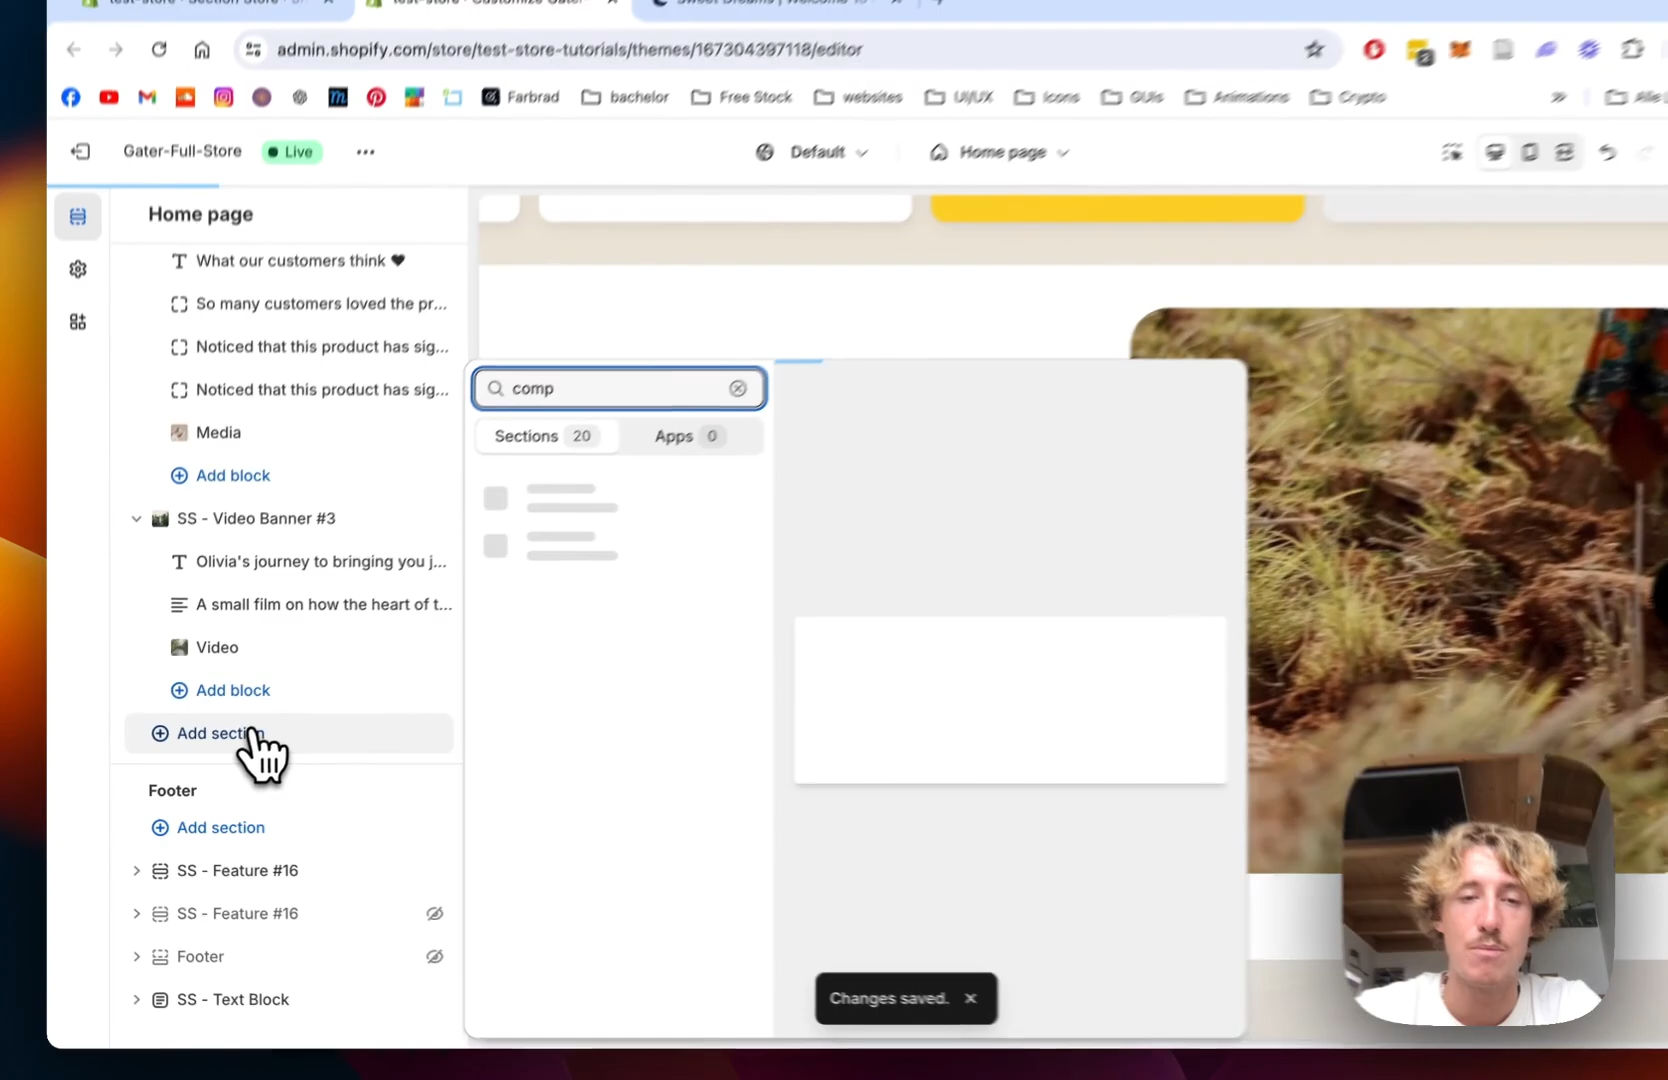 admin.shopify.com/store/test-store-tutorials/themes/167304397118/editor
Farbrad
bachelor
Free Stock
websites
UI/UX
Icons
GUIs
Animations
Crypto
Gater-Full-Store
Live
Default
Home page
Home page
What our customers think ♥
So many customers loved the pr...
Noticed that this product has sig...
Noticed that this product has sig...
Media
Add block
SS - Video Banner #3
Olivia's journey to bringing you j...
A small film on how the heart of t...
Video
Add block
Add secti
Footer
Add section
SS - Feature #16
SS - Feature #16
Footer
SS - Text Block
comp
Sections 20
Apps 0
Changes saved.